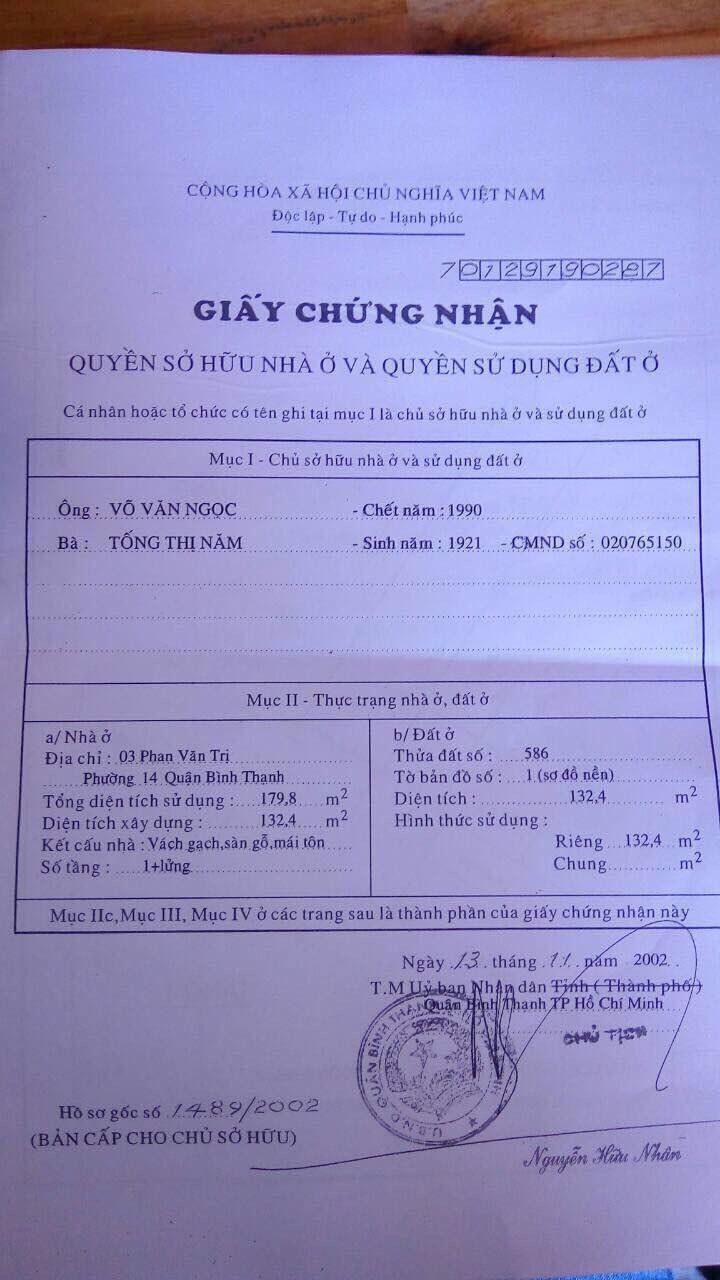 CỘNG HÒA XÃ HỘI CHỦ NGHĨA VIỆT NAM
Độc lập - Tự do - Hạnh phúc
70129190287
GIẤY CHỨNG NHẬN
QUYỀN SỞ HỮU NHÀ Ở VÀ QUYỀN SỬ DỤNG ĐẤT Ở
Cá nhân hoặc tổ chức có tên ghi tại mục I là chủ sở hữu nhà ở và sử dụng đất ở
Mục I - Chủ sở hữu nhà ở và sử dụng đất ở
Ông : VÕ VĂN NGỌC - Chết năm : 1990
Bà : TỐNG THỊ NĂM - Sinh năm : 1921 - CMND số : 020765150
Mục II - Thực trạng nhà ở, đất ở
a/ Nhà ở
Địa chỉ : 03 Phan Văn Trị
Phường 14 Quận Bình Thạnh
Tổng diện tích sử dụng : 179,8 m2
Diện tích xây dựng : 132,4 m2
Kết cấu nhà : Vách gạch,sàn gỗ,mái tôn
Số tầng : 1+lửng
b/ Đất ở
Thửa đất số : 586
Tờ bản đồ số : 1 (sơ đồ nền)
Diện tích : 132,4 m2
Hình thức sử dụng :
Riêng 132,4 m2
Chung m2
Mục IIc,Mục III, Mục IV ở các trang sau là thành phần của giấy chứng nhận này
Ngày 13 tháng 11 năm 2002
T.M Uỷ ban Nhân dân Tỉnh ( Thành phố )
Quận Bình Thạnh TP Hồ Chí Minh
CHỦ TỊCH
U.B.N.D. QUẬN BÌNH THẠNH
Hồ sơ gốc số 1489/2002
(BẢN CẤP CHO CHỦ SỞ HỮU)
Nguyễn Hữu Nhân